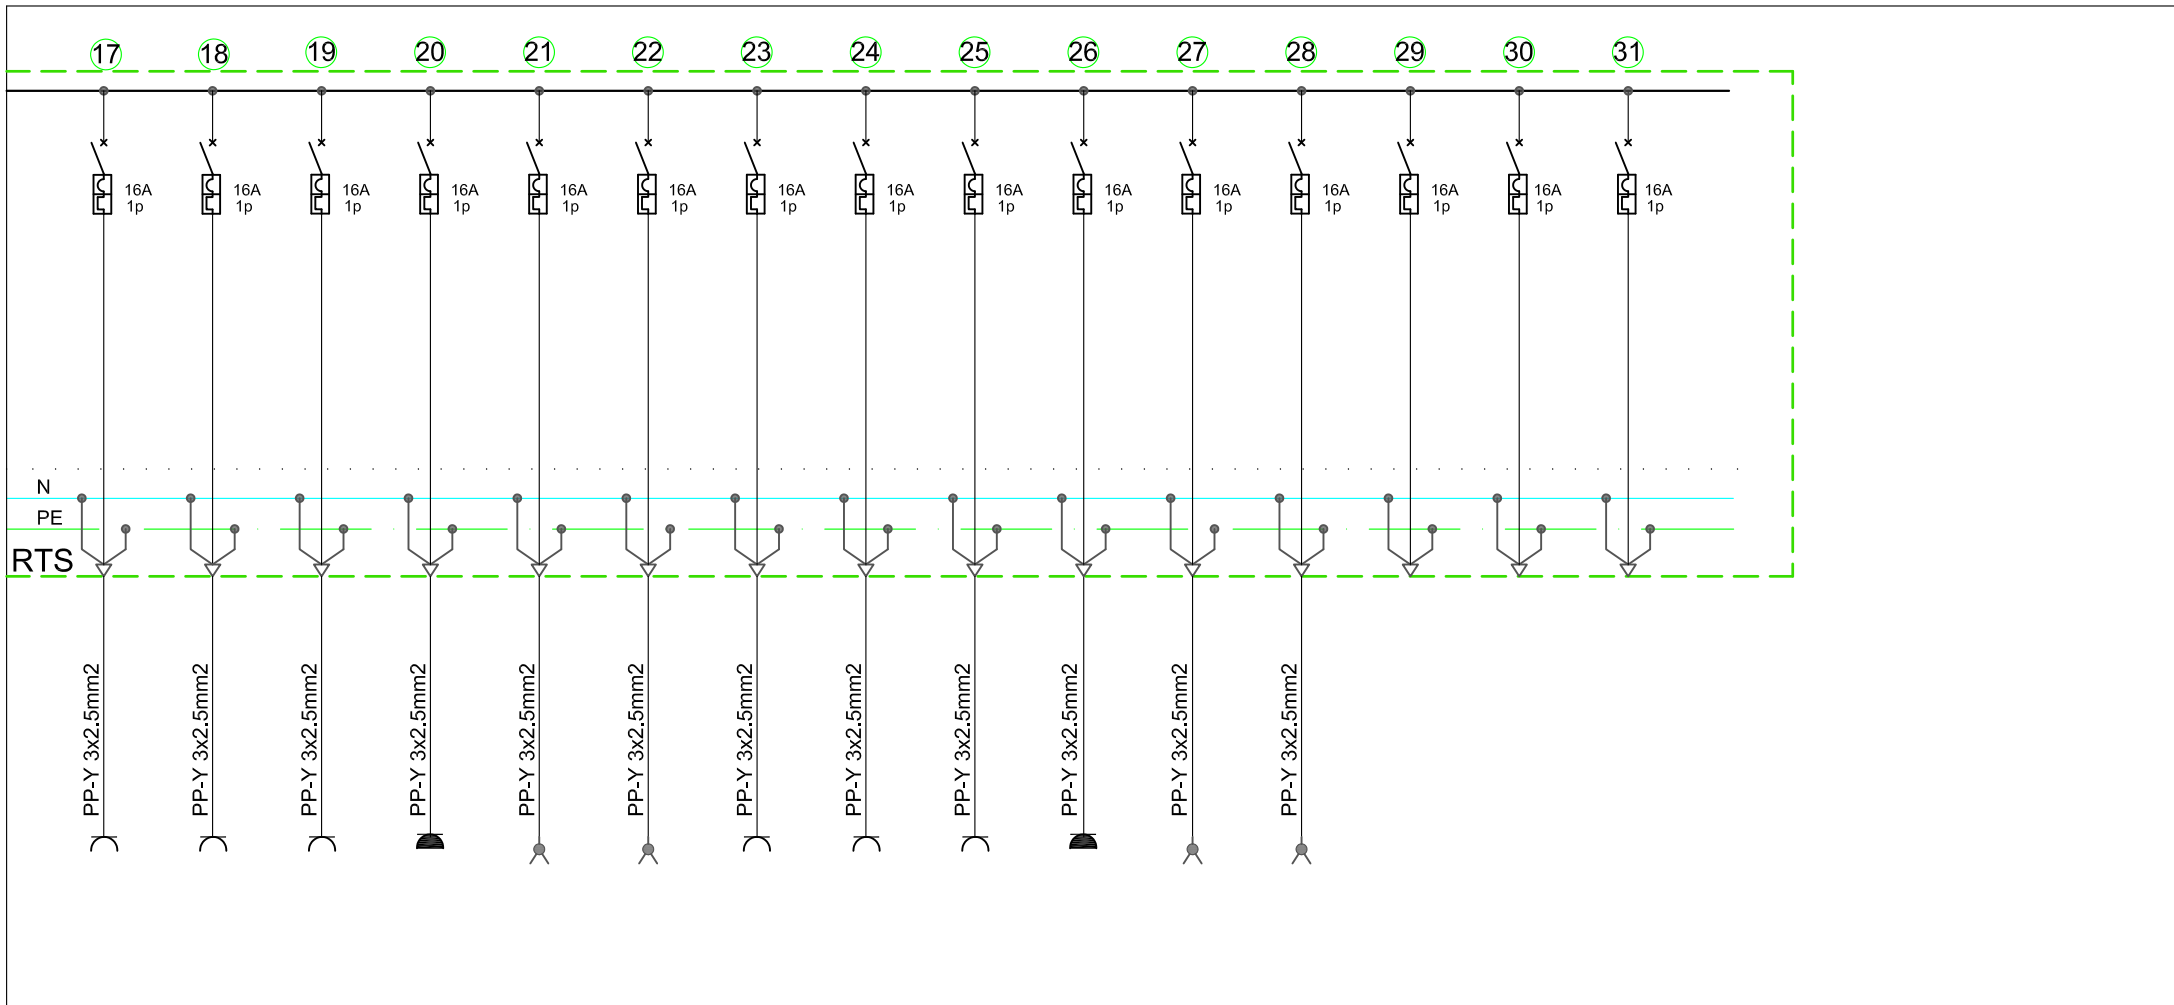 17 18 19 20 21 22 23 24 25 26 27 28 29 30 31
16A 16A 16A 16A 16A 16A 16A 16A 16A 16A 16A 16A 16A 16A 16A
1p 1p 1p 1p 1p 1p 1p 1p 1p 1p 1p 1p 1p 1p 1p
N
PE
RTS
PP-Y 3x2.5mm2
PP-Y 3x2.5mm2
PP-Y 3x2.5mm2
PP-Y 3x2.5mm2
PP-Y 3x2.5mm2
PP-Y 3x2.5mm2
PP-Y 3x2.5mm2
PP-Y 3x2.5mm2
PP-Y 3x2.5mm2
PP-Y 3x2.5mm2
PP-Y 3x2.5mm2
PP-Y 3x2.5mm2